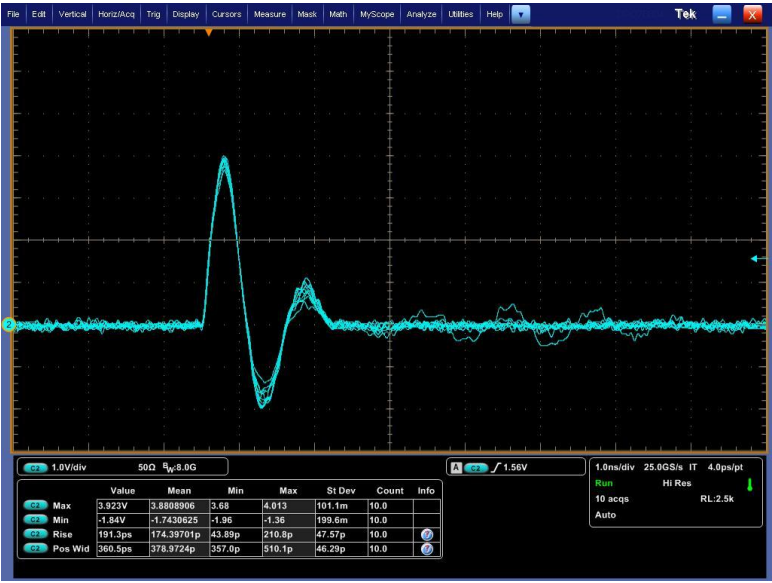 File Edit Vertical Horiz/Acq Trig Display Cursors Measure Mask Math MyScope Analyze Utilities Help Tek X
2
C2 1.0V/div 50Ω BW:8.0G
A C2 1.56V
1.0ns/div 25.0GS/s IT 4.0ps/pt
Run Hi Res
10 acqs RL:2.5k
Auto
Value Mean Min Max St Dev Count Info
C2 Max 3.923V 3.8808906 3.68 4.013 101.1m 10.0
C2 Min -1.84V -1.7430625 -1.96 -1.36 199.6m 10.0
C2 Rise 191.3ps 174.39701p 43.89p 210.8p 47.57p 10.0
C2 Pos Wid 360.5ps 378.9724p 357.0p 510.1p 46.29p 10.0